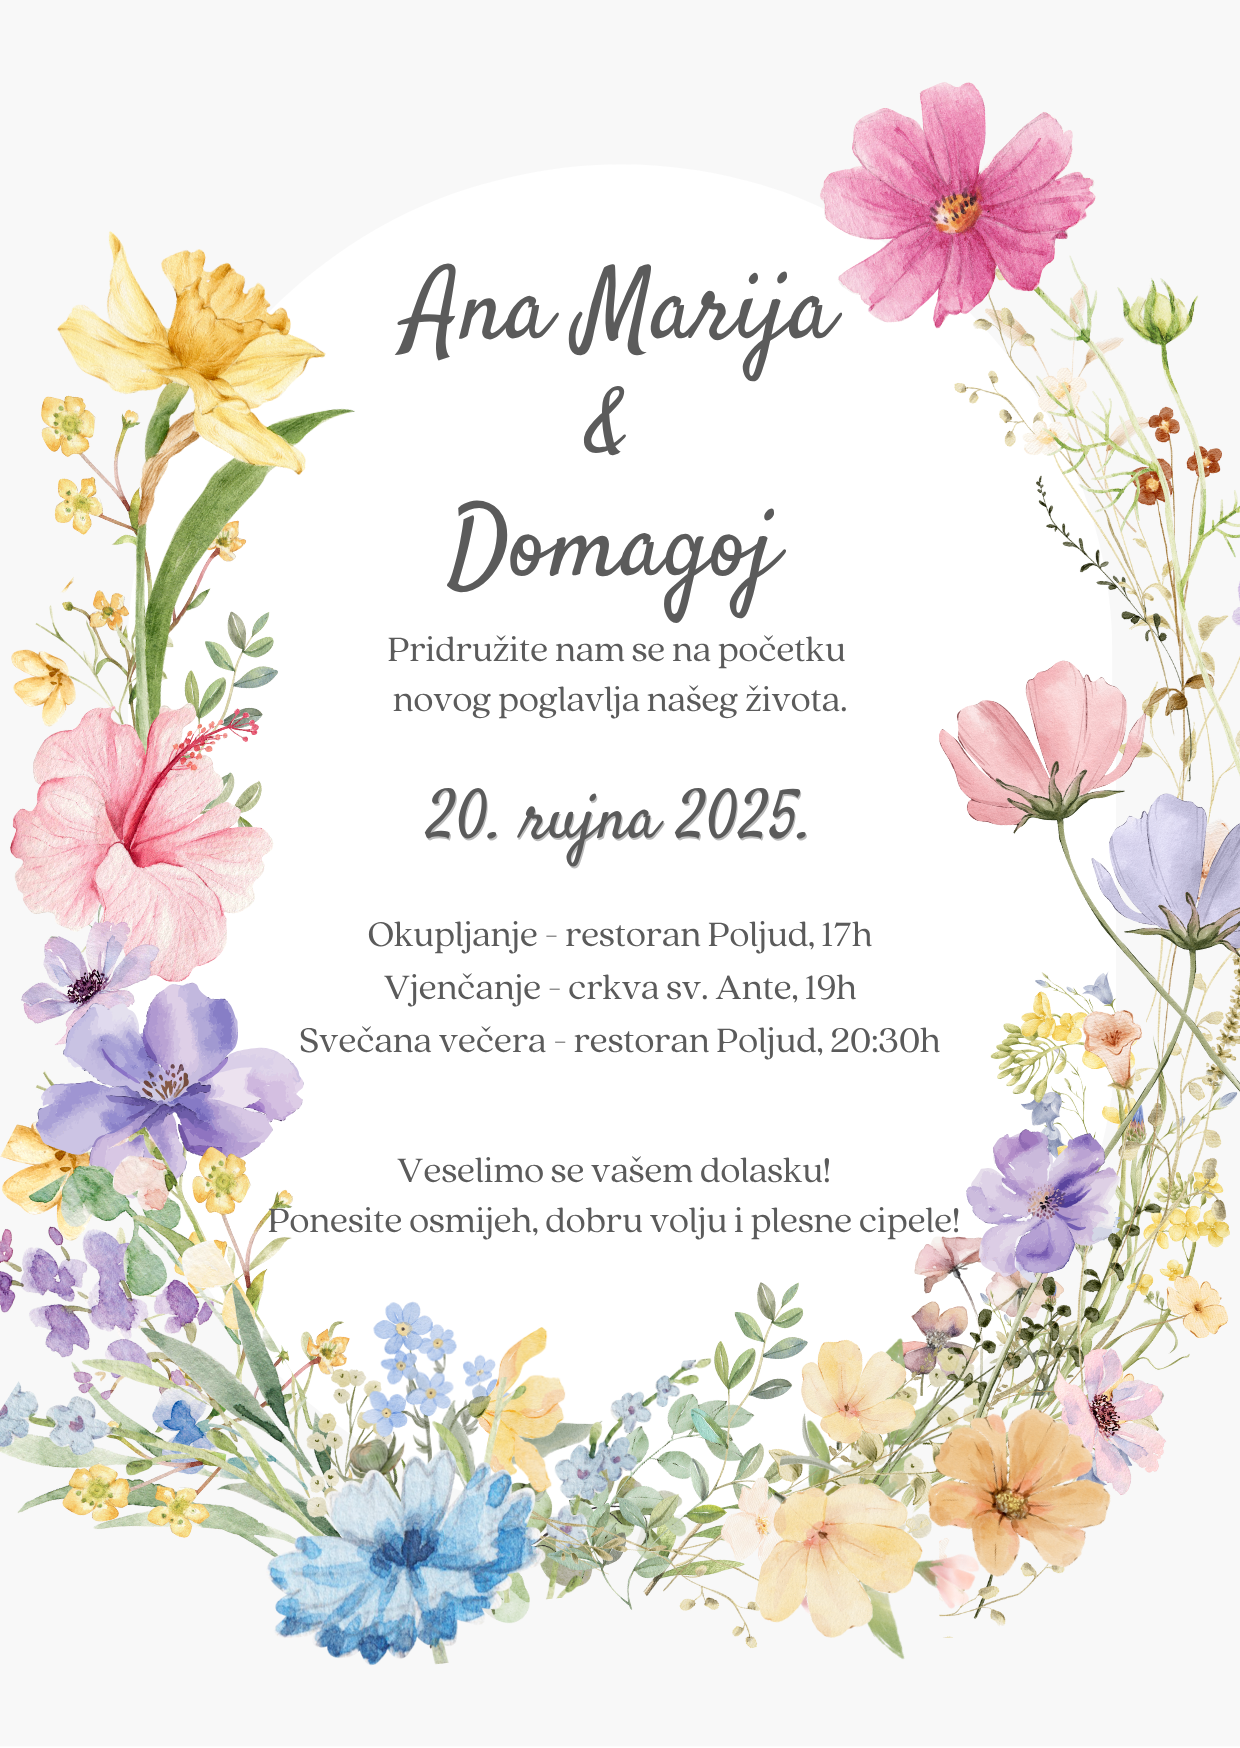 Ana Marija
&
Domagoj
Pridružite nam se na početku
novog poglavlja našeg života.
20. rujna 2025.
Okupljanje - restoran Poljud, 17h
Vjenčanje - crkva sv. Ante, 19h
Svečana večera - restoran Poljud, 20:30h
Veselimo se vašem dolasku!
Ponesite osmijeh, dobru volju i plesne cipele!